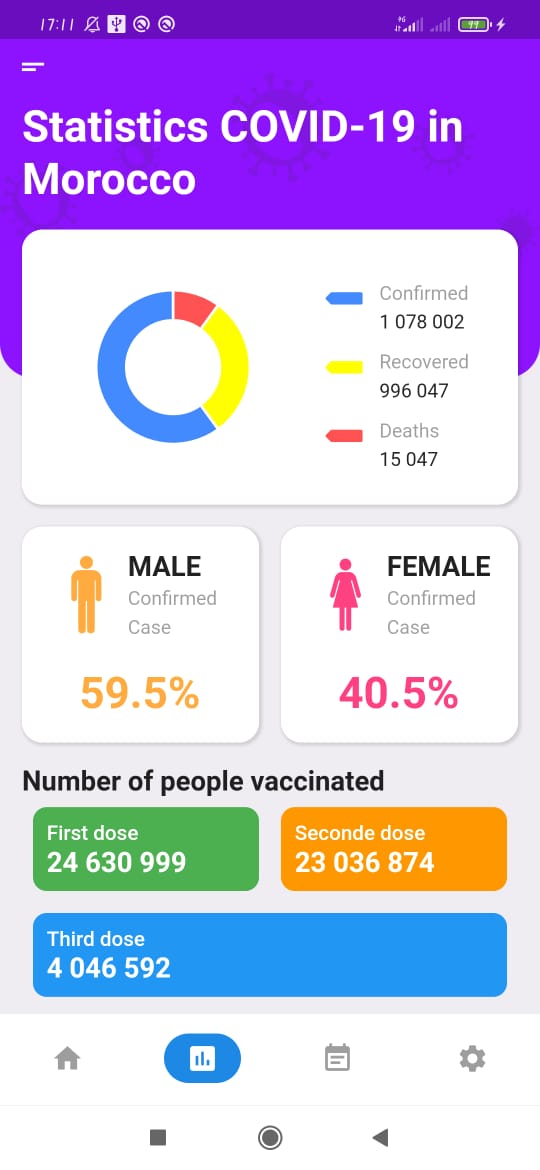 17:11
4G
99
Statistics COVID-19 in
Morocco
Confirmed
1 078 002
Recovered
996 047
Deaths
15 047
MALE
Confirmed
Case
59.5%
FEMALE
Confirmed
Case
40.5%
Number of people vaccinated
First dose
24 630 999
Seconde dose
23 036 874
Third dose
4 046 592